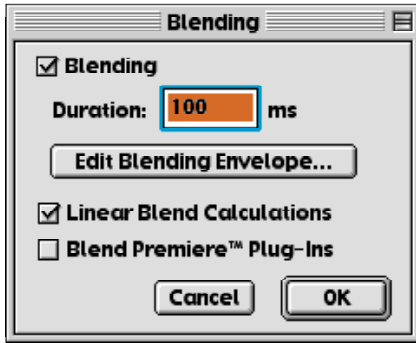 Blending
Blending
Duration: 100 ms
Edit Blending Envelope...
Linear Blend Calculations
Blend Premiere™ Plug-Ins
Cancel OK